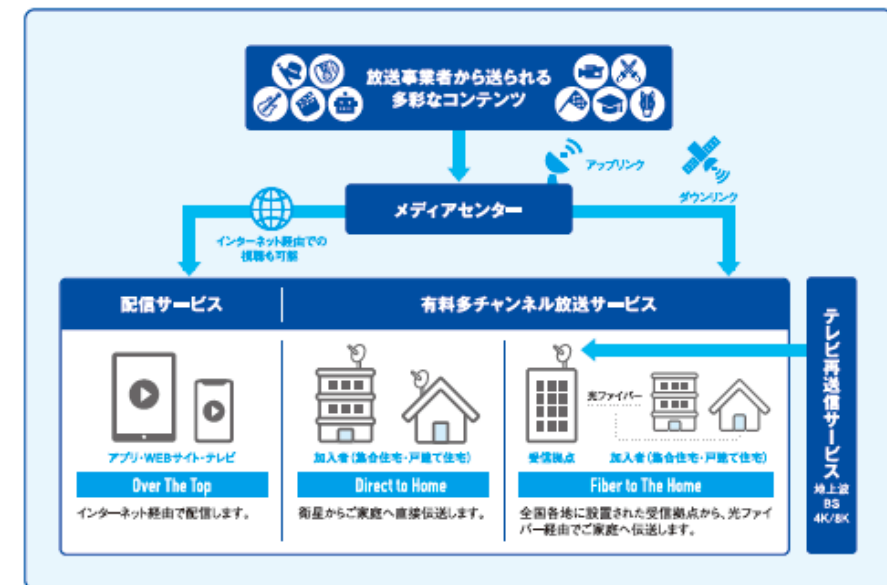 放送事業者から送られる
多彩なコンテンツ
アップリンク
ダウンリンク
メディアセンター
インターネット経由での
視聴も可能
配信サービス
有料多チャンネル放送サービス
アプリ・WEBサイト・テレビ
Over The Top
インターネット経由で配信します。
加入者(集合住宅・戸建て住宅)
Direct to Home
衛星からご家庭へ直接伝送します。
光ファイバー
受信拠点
加入者(集合住宅・戸建て住宅)
Fiber to The Home
全国各地に設置された受信拠点から、光ファイ
バー経由でご家庭へ伝送します。
テレビ再送信サービス
地上波
BS
4K/8K